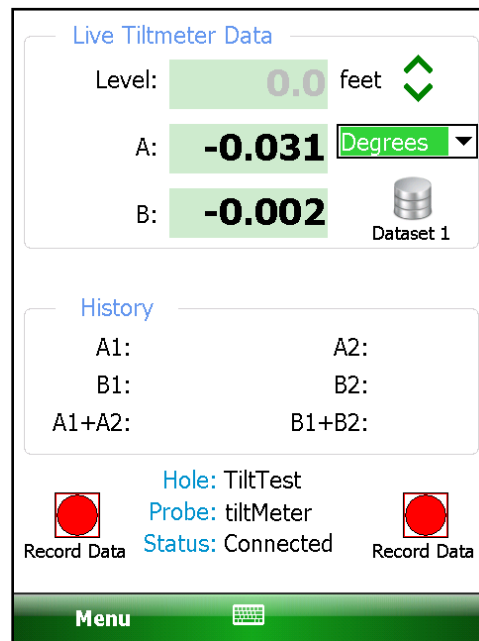 Live Tiltmeter Data
Level: 0.0 feet
A: -0.031 Degrees
B: -0.002
Dataset 1
History
A1: A2:
B1: B2:
A1+A2: B1+B2:
Hole: TiltTest
Probe: tiltMeter
Status: Connected
Record Data Record Data
Menu